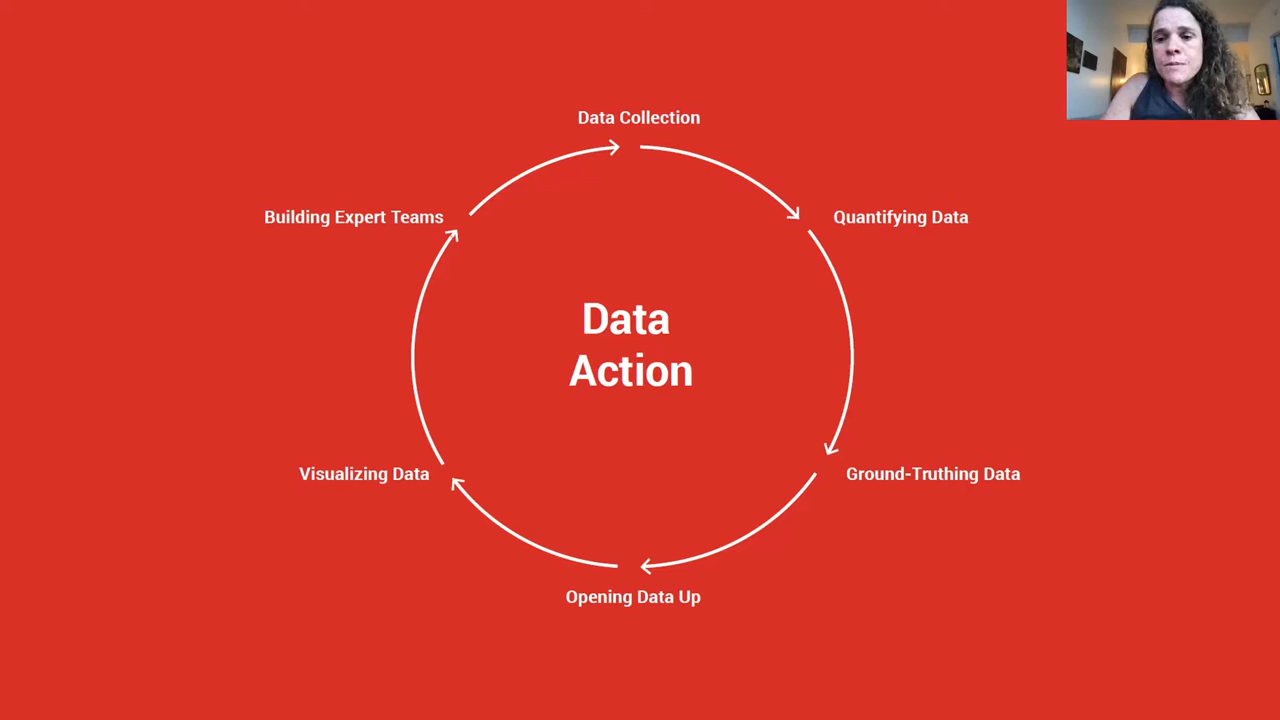 Data Collection
Building Expert Teams
Quantifying Data
Data
Action
Visualizing Data
Ground-Truthing Data
Opening Data Up